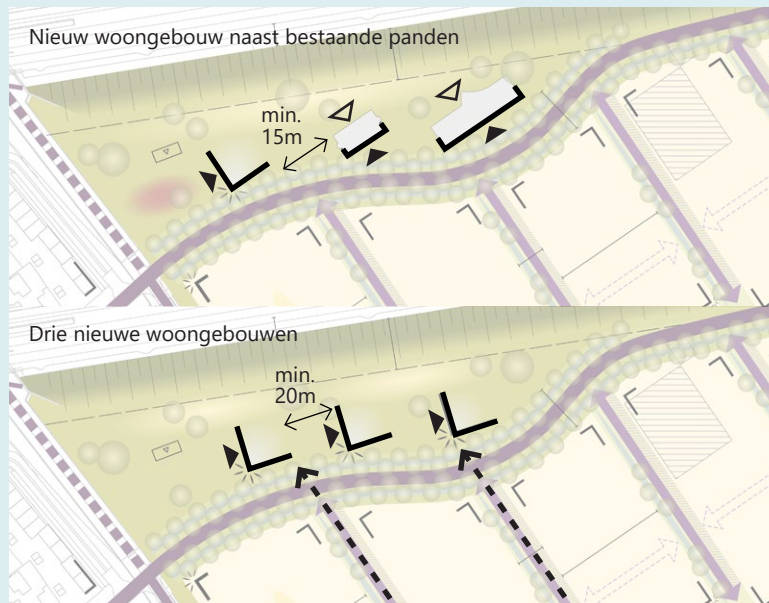 Nieuw woongebouw naast bestaande panden
min.
15m
Drie nieuwe woongebouwen
min.
20m